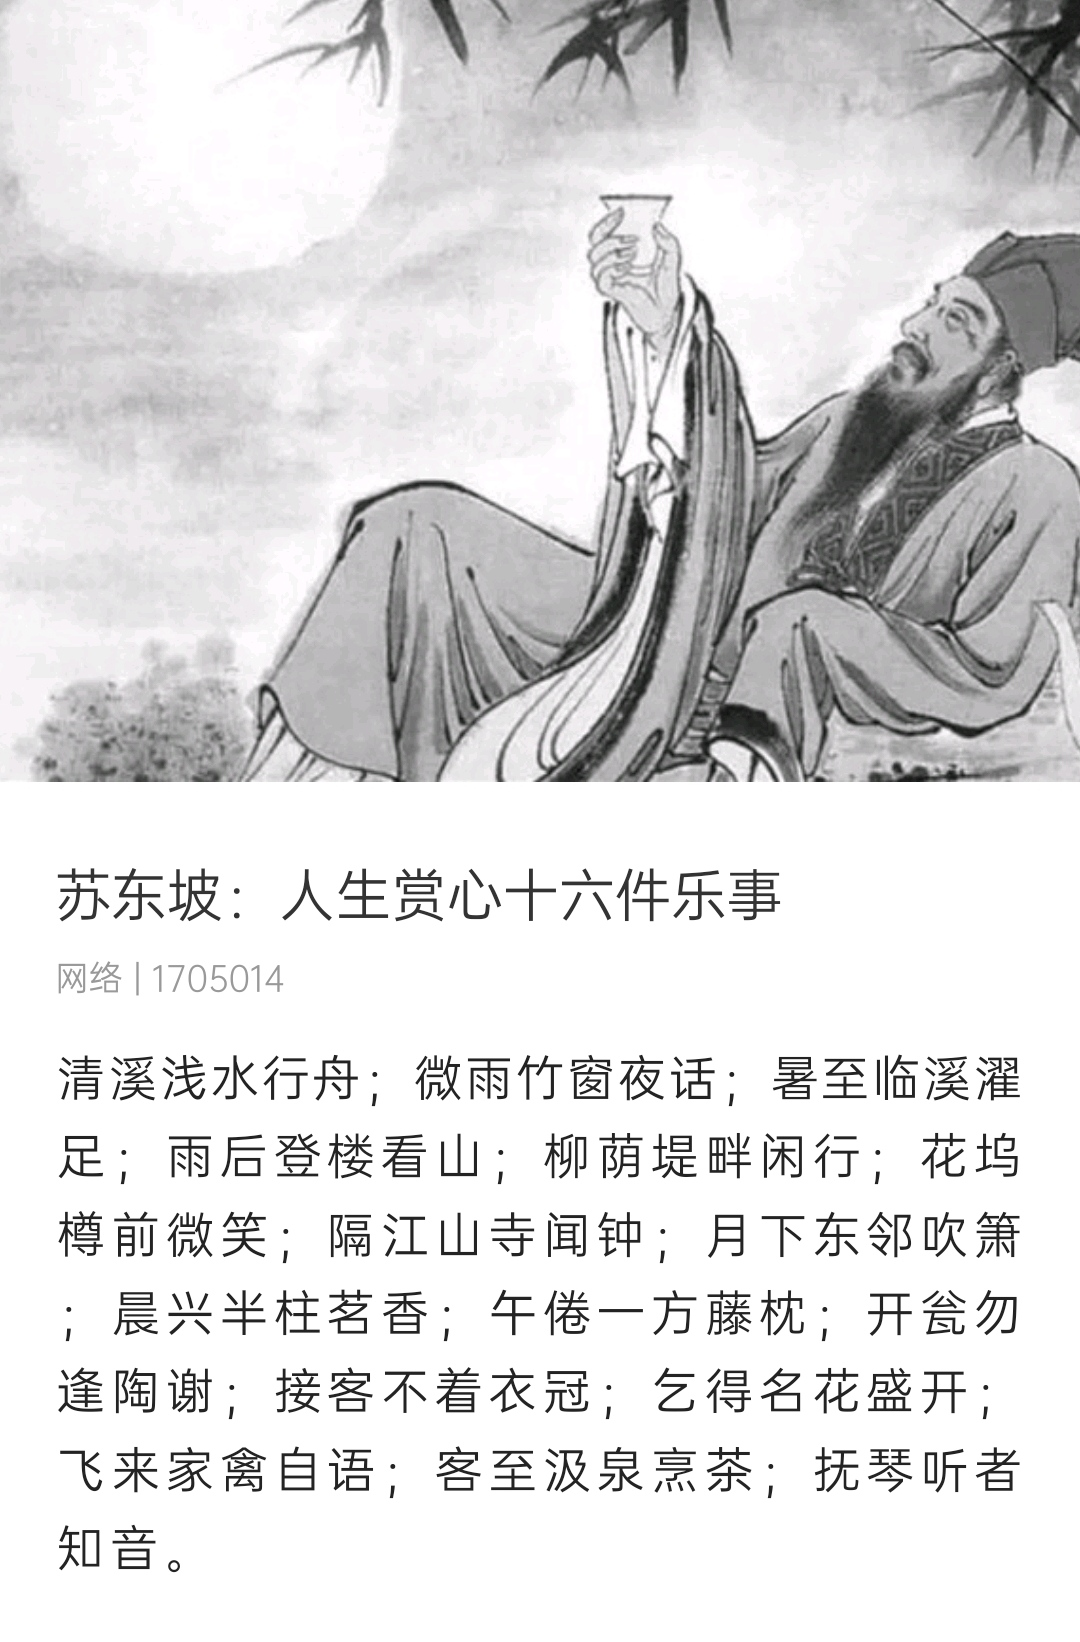 苏东坡：人生赏心十六件乐事
网络 | 1705014
清溪浅水行舟；微雨竹窗夜话；暑至临溪濯
足；雨后登楼看山；柳荫堤畔闲行；花坞
樽前微笑；隔江山寺闻钟；月下东邻吹箫
；晨兴半柱茗香；午倦一方藤枕；开瓮勿
逢陶谢；接客不着衣冠；乞得名花盛开；
飞来家禽自语；客至汲泉烹茶；抚琴听者
知音。